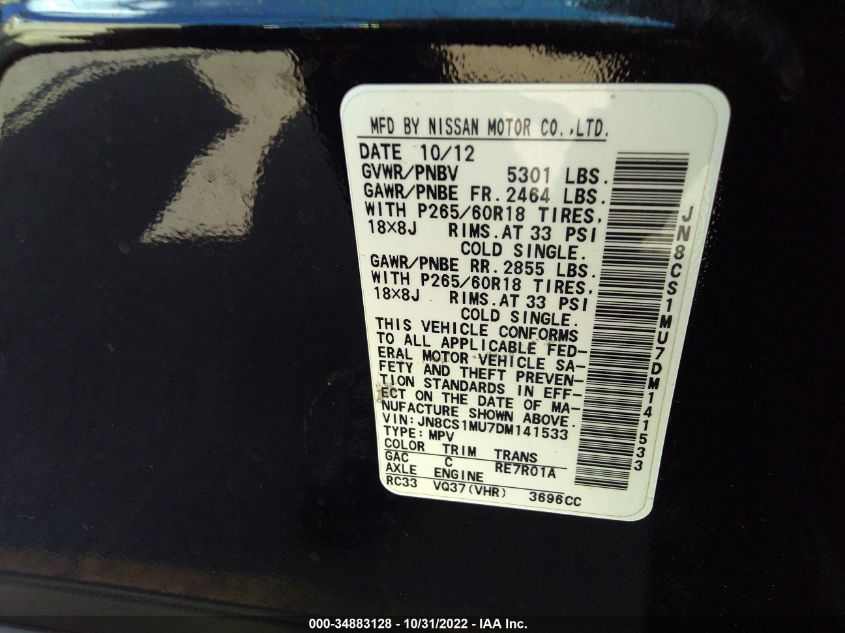 MFD BY NISSAN MOTOR CO.,LTD.
DATE 10/12
GVWR/PNBV 5301 LBS.
GAWR/PNBE FR. 2464 LBS.
WITH P265/60R18 TIRES,
18X8J RIMS.AT 33 PSI
COLD SINGLE.
GAWR/PNBE RR. 2855 LBS.
WITH P265/60R18 TIRES,
18X8J RIMS.AT 33 PSI
COLD SINGLE.
THIS VEHICLE CONFORMS
TO ALL APPLICABLE FED-
ERAL MOTOR VEHICLE SA-
FETY AND THEFT PREVEN-
TION STANDARDS IN EFF-
ECT ON THE DATE OF MA-
NUFACTURE SHOWN ABOVE.
VIN: JN8CS1MU7DM141533
TYPE: MPV
COLOR TRIM TRANS
GAC C RE7R01A
AXLE ENGINE
RC33 VQ37(VHR) 3696CC
JN8CS1MU7DM141533
000-34883128 - 10/31/2022 - IAA Inc.